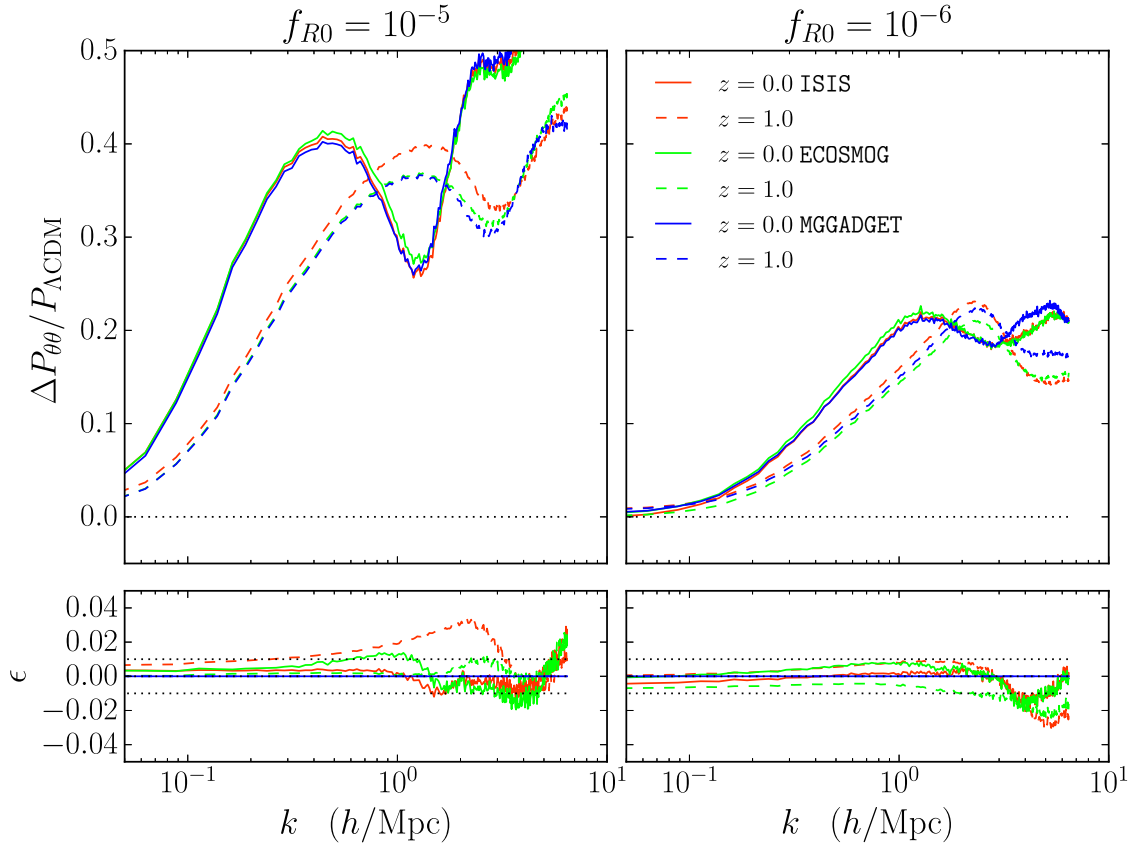 f_{R0} = 10^{-5}
f_{R0} = 10^{-6}
ΔP_{θθ}/P_{ΛCDM}
0.5
0.4
0.3
0.2
0.1
0.0
z = 0.0 ISIS
z = 1.0
z = 0.0 ECOSMOG
z = 1.0
z = 0.0 MGGADGET
z = 1.0
ϵ
0.04
0.02
0.00
−0.02
−0.04
10^{-1} 10^{0} 10^{1}
10^{-1} 10^{0} 10^{1}
k (h/Mpc)
k (h/Mpc)